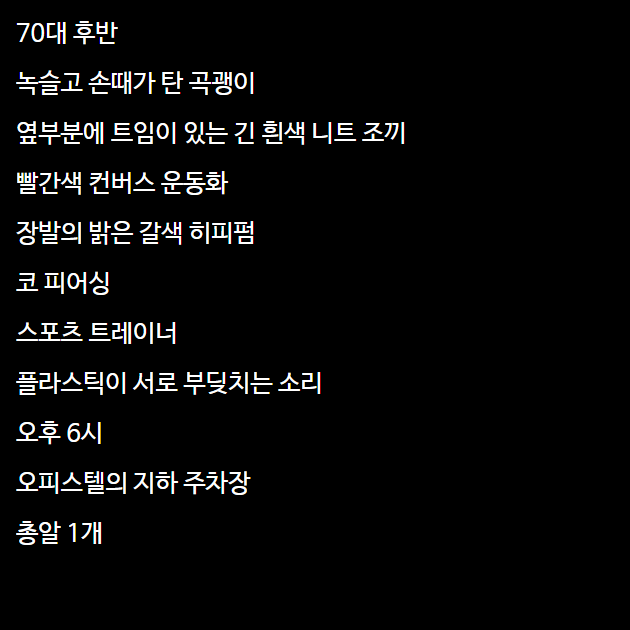 70대 후반
녹슬고 손때가 탄 곡괭이
옆부분에 트임이 있는 긴 흰색 니트 조끼
빨간색 컨버스 운동화
장발의 밝은 갈색 히피펌
코 피어싱
스포츠 트레이너
플라스틱이 서로 부딪치는 소리
오후 6시
오피스텔의 지하 주차장
총알 1개